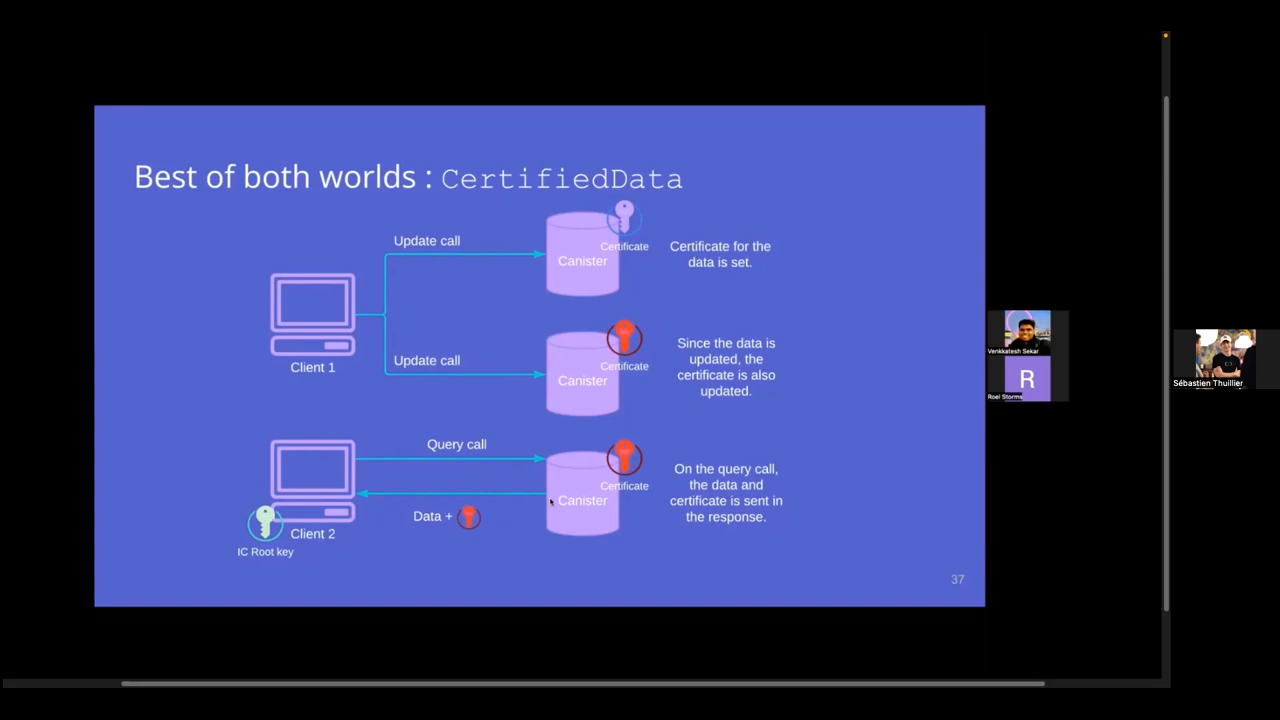 Best of both worlds : CertifiedData
Update call
Certificate
Canister
Certificate for the
data is set.
Client 1
Update call
Certificate
Canister
Since the data is
updated, the
certificate is also
updated.
Query call
Certificate
Canister
On the query call,
the data and
certificate is sent in
the response.
Data +
Client 2
IC Root key
37
Venkkatesh Sekar
R
Roel Storms
Sébastien Thuillier